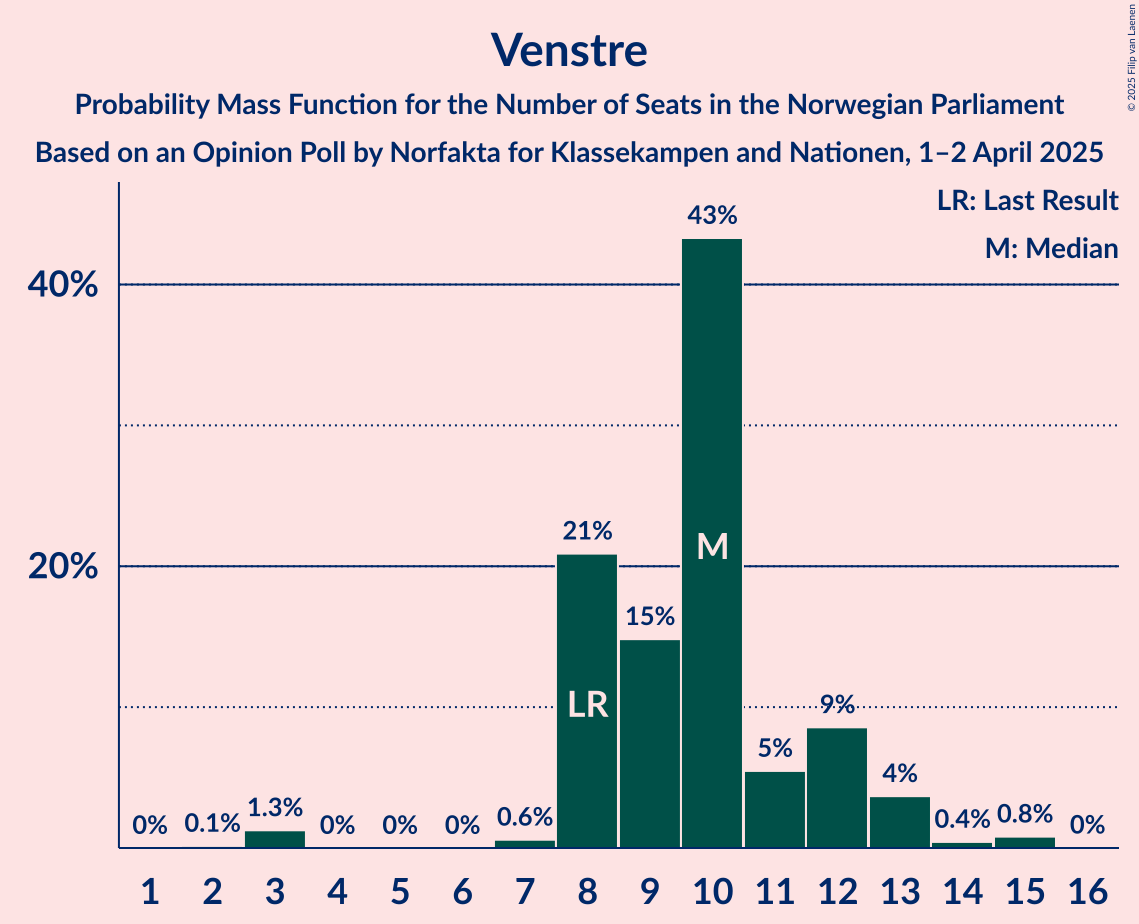 Venstre
Probability Mass Function for the Number of Seats in the Norwegian Parliament
Based on an Opinion Poll by Norfakta for Klassekampen and Nationen, 1–2 April 2025
© 2025 Filip van Laenen
LR: Last Result
M: Median
40%
20%
0%
0.1%
1.3%
0%
0%
0%
0.6%
21%
15%
43%
5%
9%
4%
0.4%
0.8%
0%
LR
M
1 2 3 4 5 6 7 8 9 10 11 12 13 14 15 16